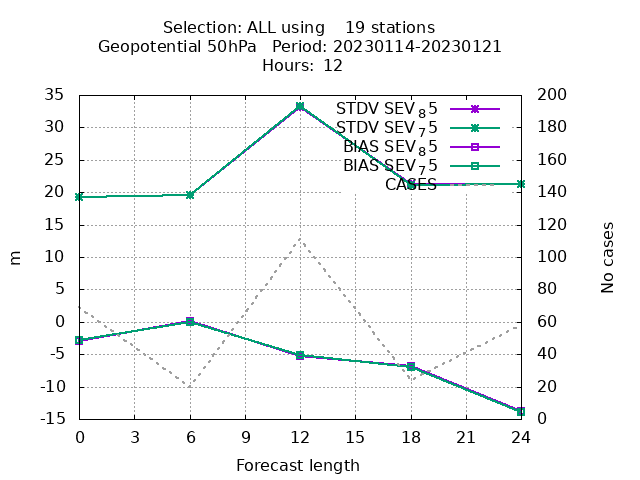 Selection: ALL using    19 stations
Geopotential 50hPa   Period: 20230114-20230121
Hours: 12
35 200
30 180
25 160
20 140
15 120
10 100
5 80
0 60
-5 40
-10 20
-15 0
STDV SEV₈5
STDV SEV₇5
BIAS SEV₈5
BIAS SEV₇5
CASES
m
No cases
0 3 6 9 12 15 18 21 24
Forecast length